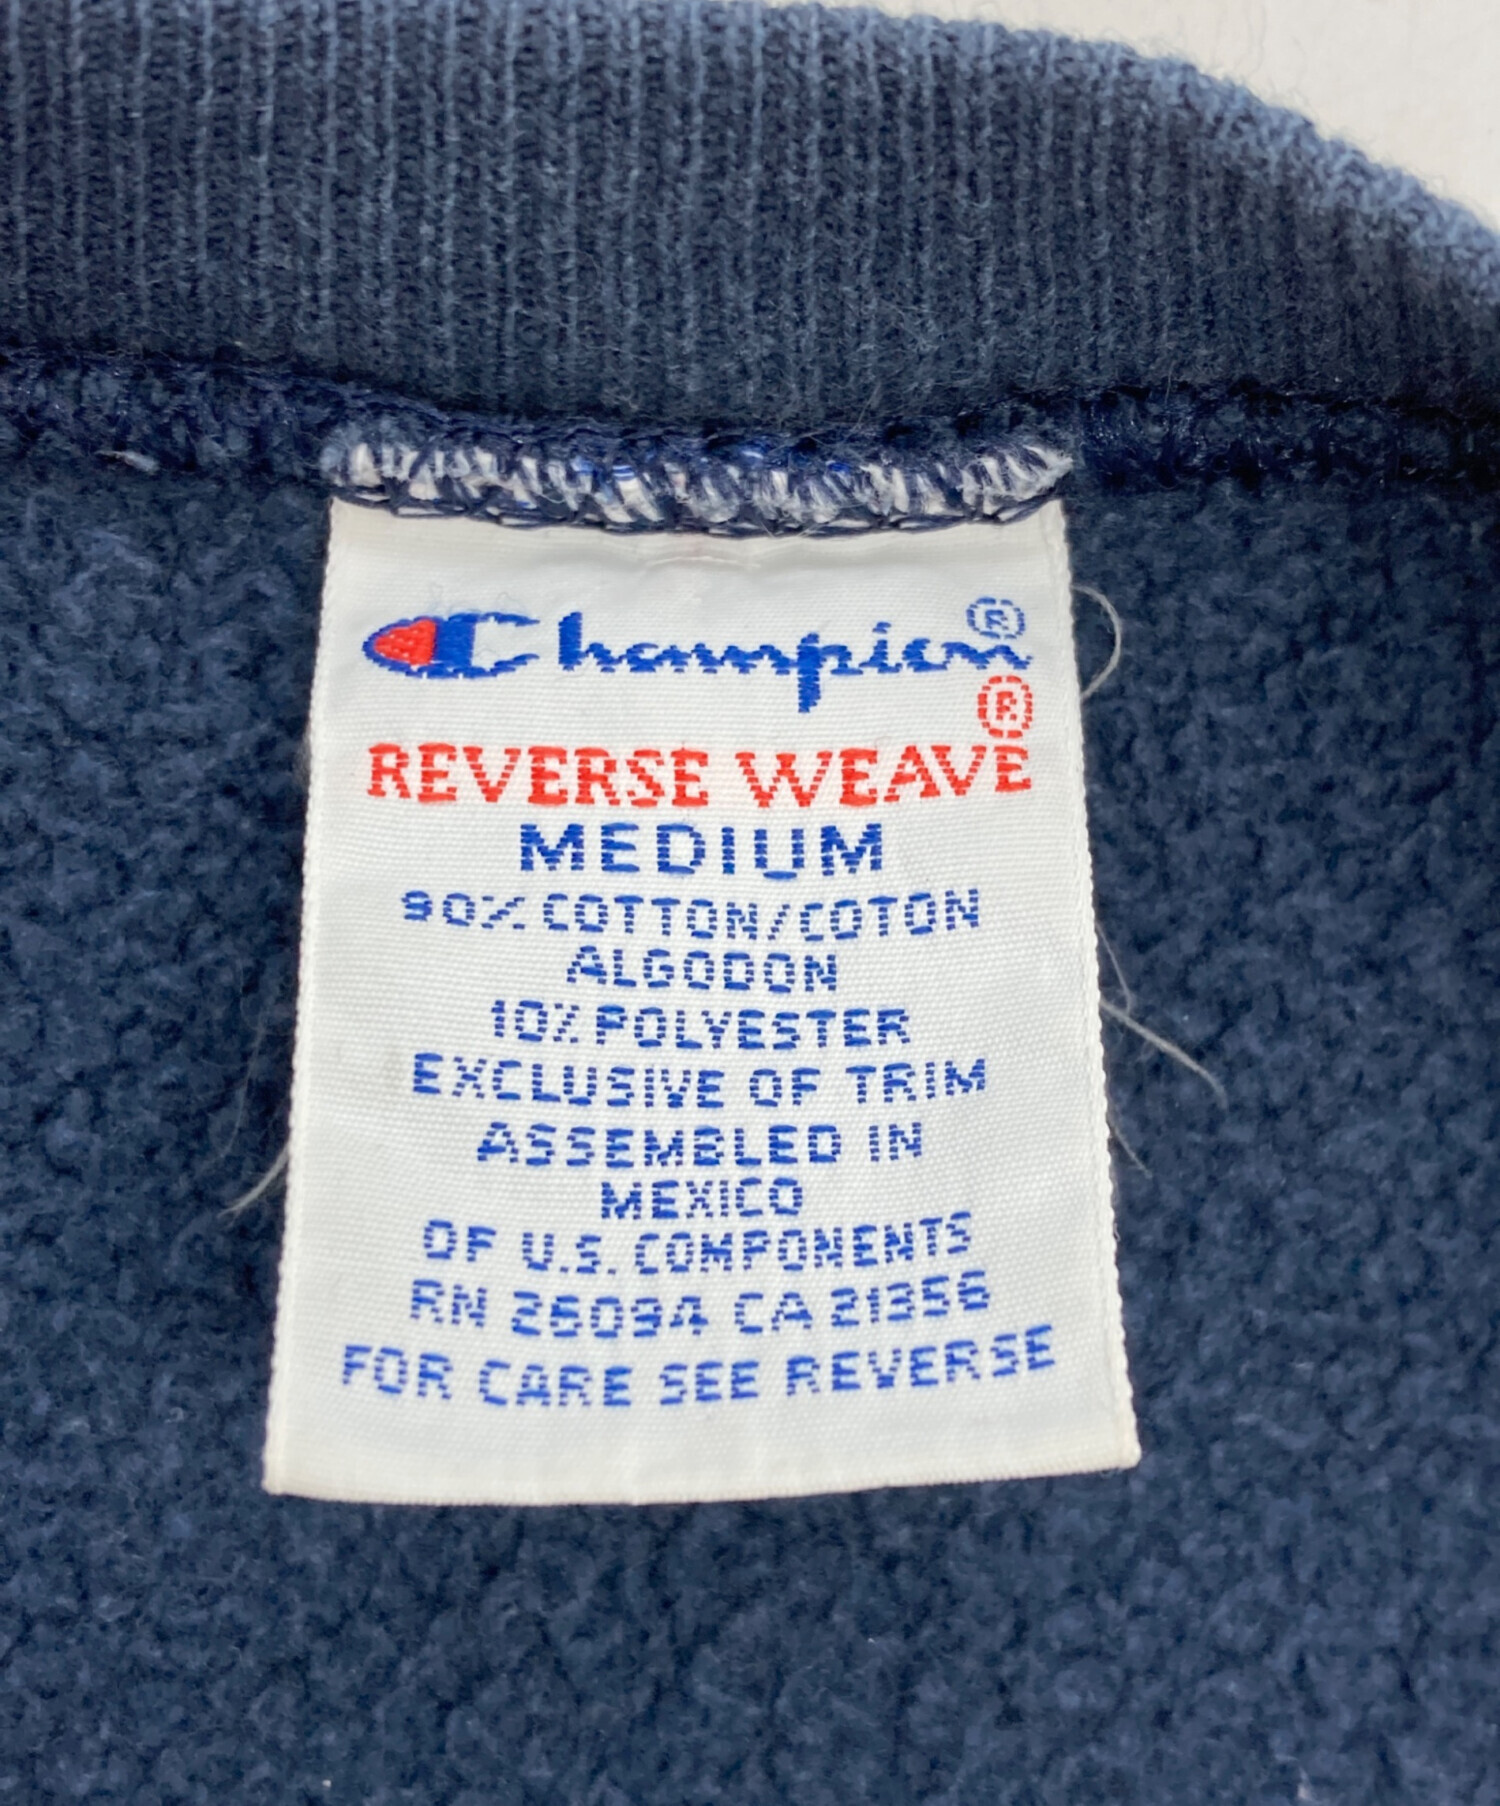 Champion®
®
REVERSE WEAVE
MEDIUM
90% COTTON/COTON
ALGODON
10% POLYESTER
EXCLUSIVE OF TRIM
ASSEMBLED IN
MEXICO
OF U.S. COMPONENTS
RN 26094 CA 21356
FOR CARE SEE REVERSE